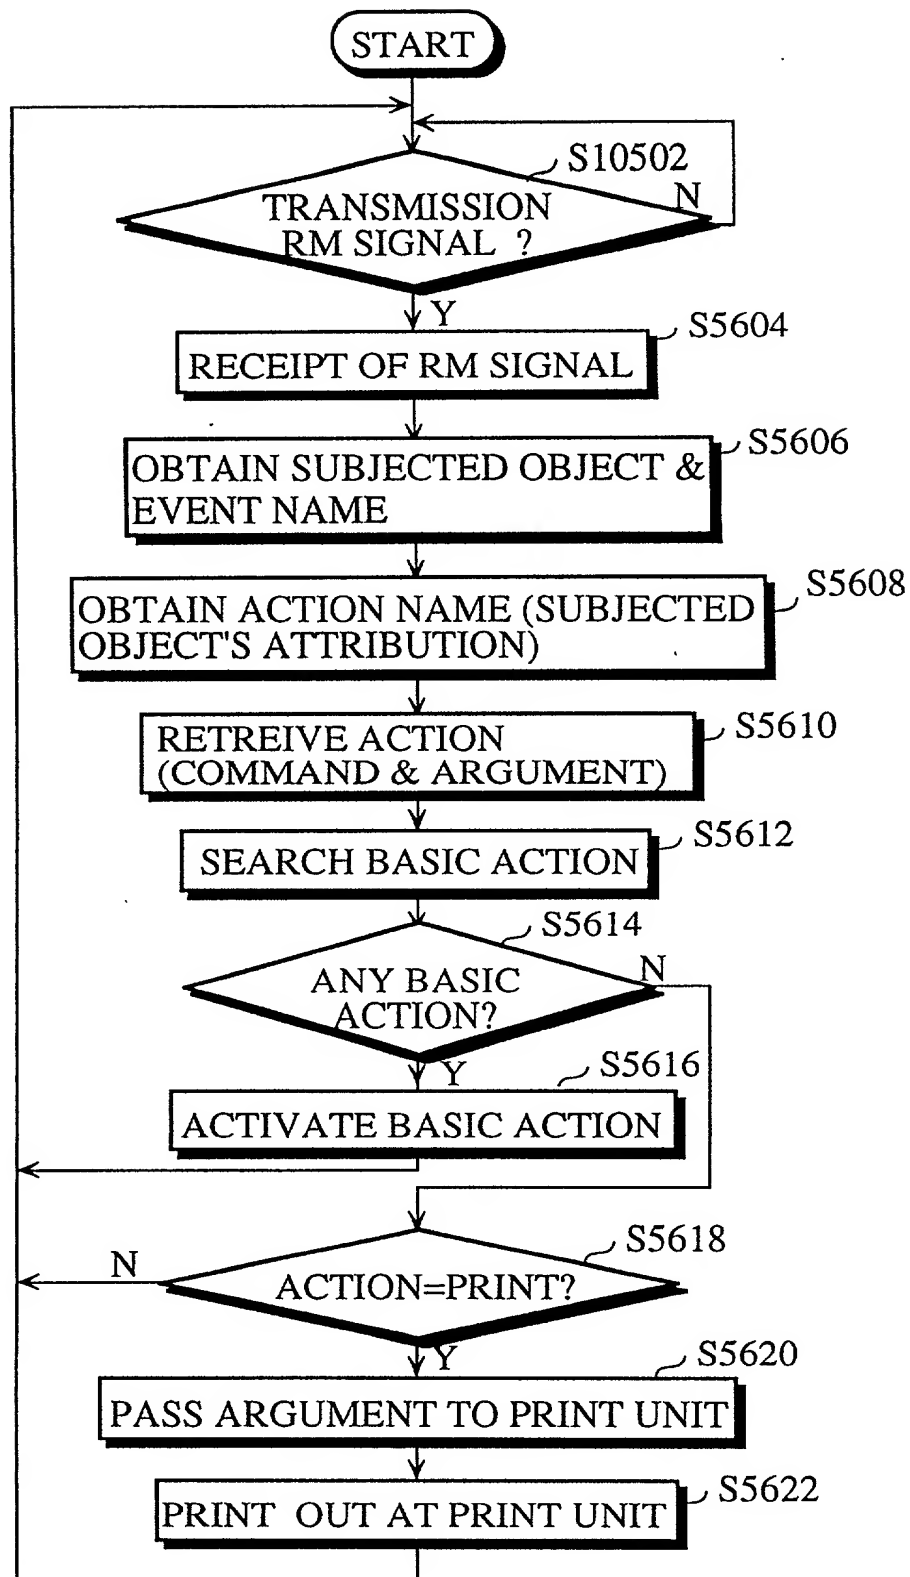 START
S10502
N
TRANSMISSION
RM SIGNAL ?
Y
S5604
RECEIPT OF RM SIGNAL
S5606
OBTAIN SUBJECTED OBJECT &
EVENT NAME
S5608
OBTAIN ACTION NAME (SUBJECTED
OBJECT'S ATTRIBUTION)
S5610
RETREIVE ACTION
(COMMAND & ARGUMENT)
S5612
SEARCH BASIC ACTION
S5614
N
ANY BASIC
ACTION?
Y
S5616
ACTIVATE BASIC ACTION
S5618
N
ACTION=PRINT?
Y
S5620
PASS ARGUMENT TO PRINT UNIT
S5622
PRINT OUT AT PRINT UNIT